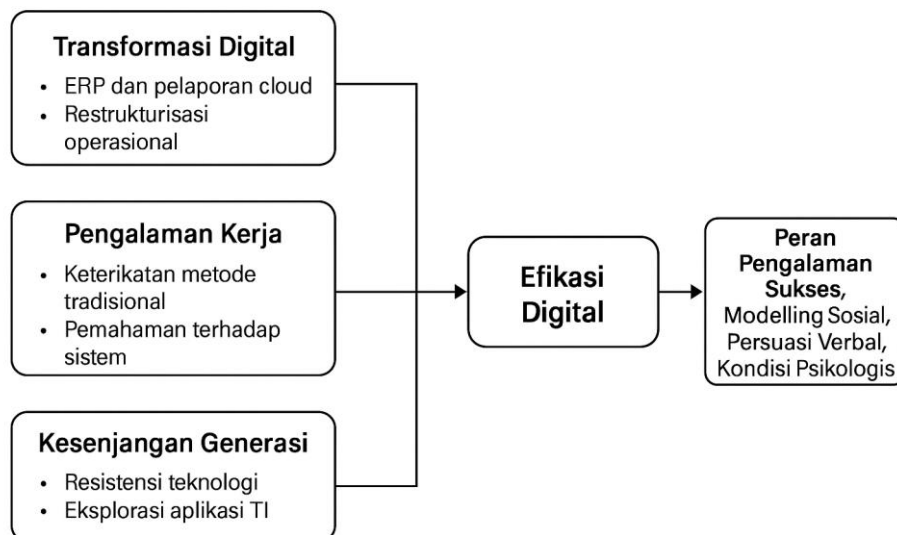 Transformasi Digital
• ERP dan pelaporan cloud
• Restrukturisasi
operasional
Pengalaman Kerja
• Keterikatan metode
tradisional
• Pemahaman terhadap
sistem
Kesenjangan Generasi
• Resistensi teknologi
• Eksplorasi aplikasi TI
Efikasi
Digital
Peran
Pengalaman
Sukses,
Modelling Sosial,
Persuasi Verbal,
Kondisi Psikologis